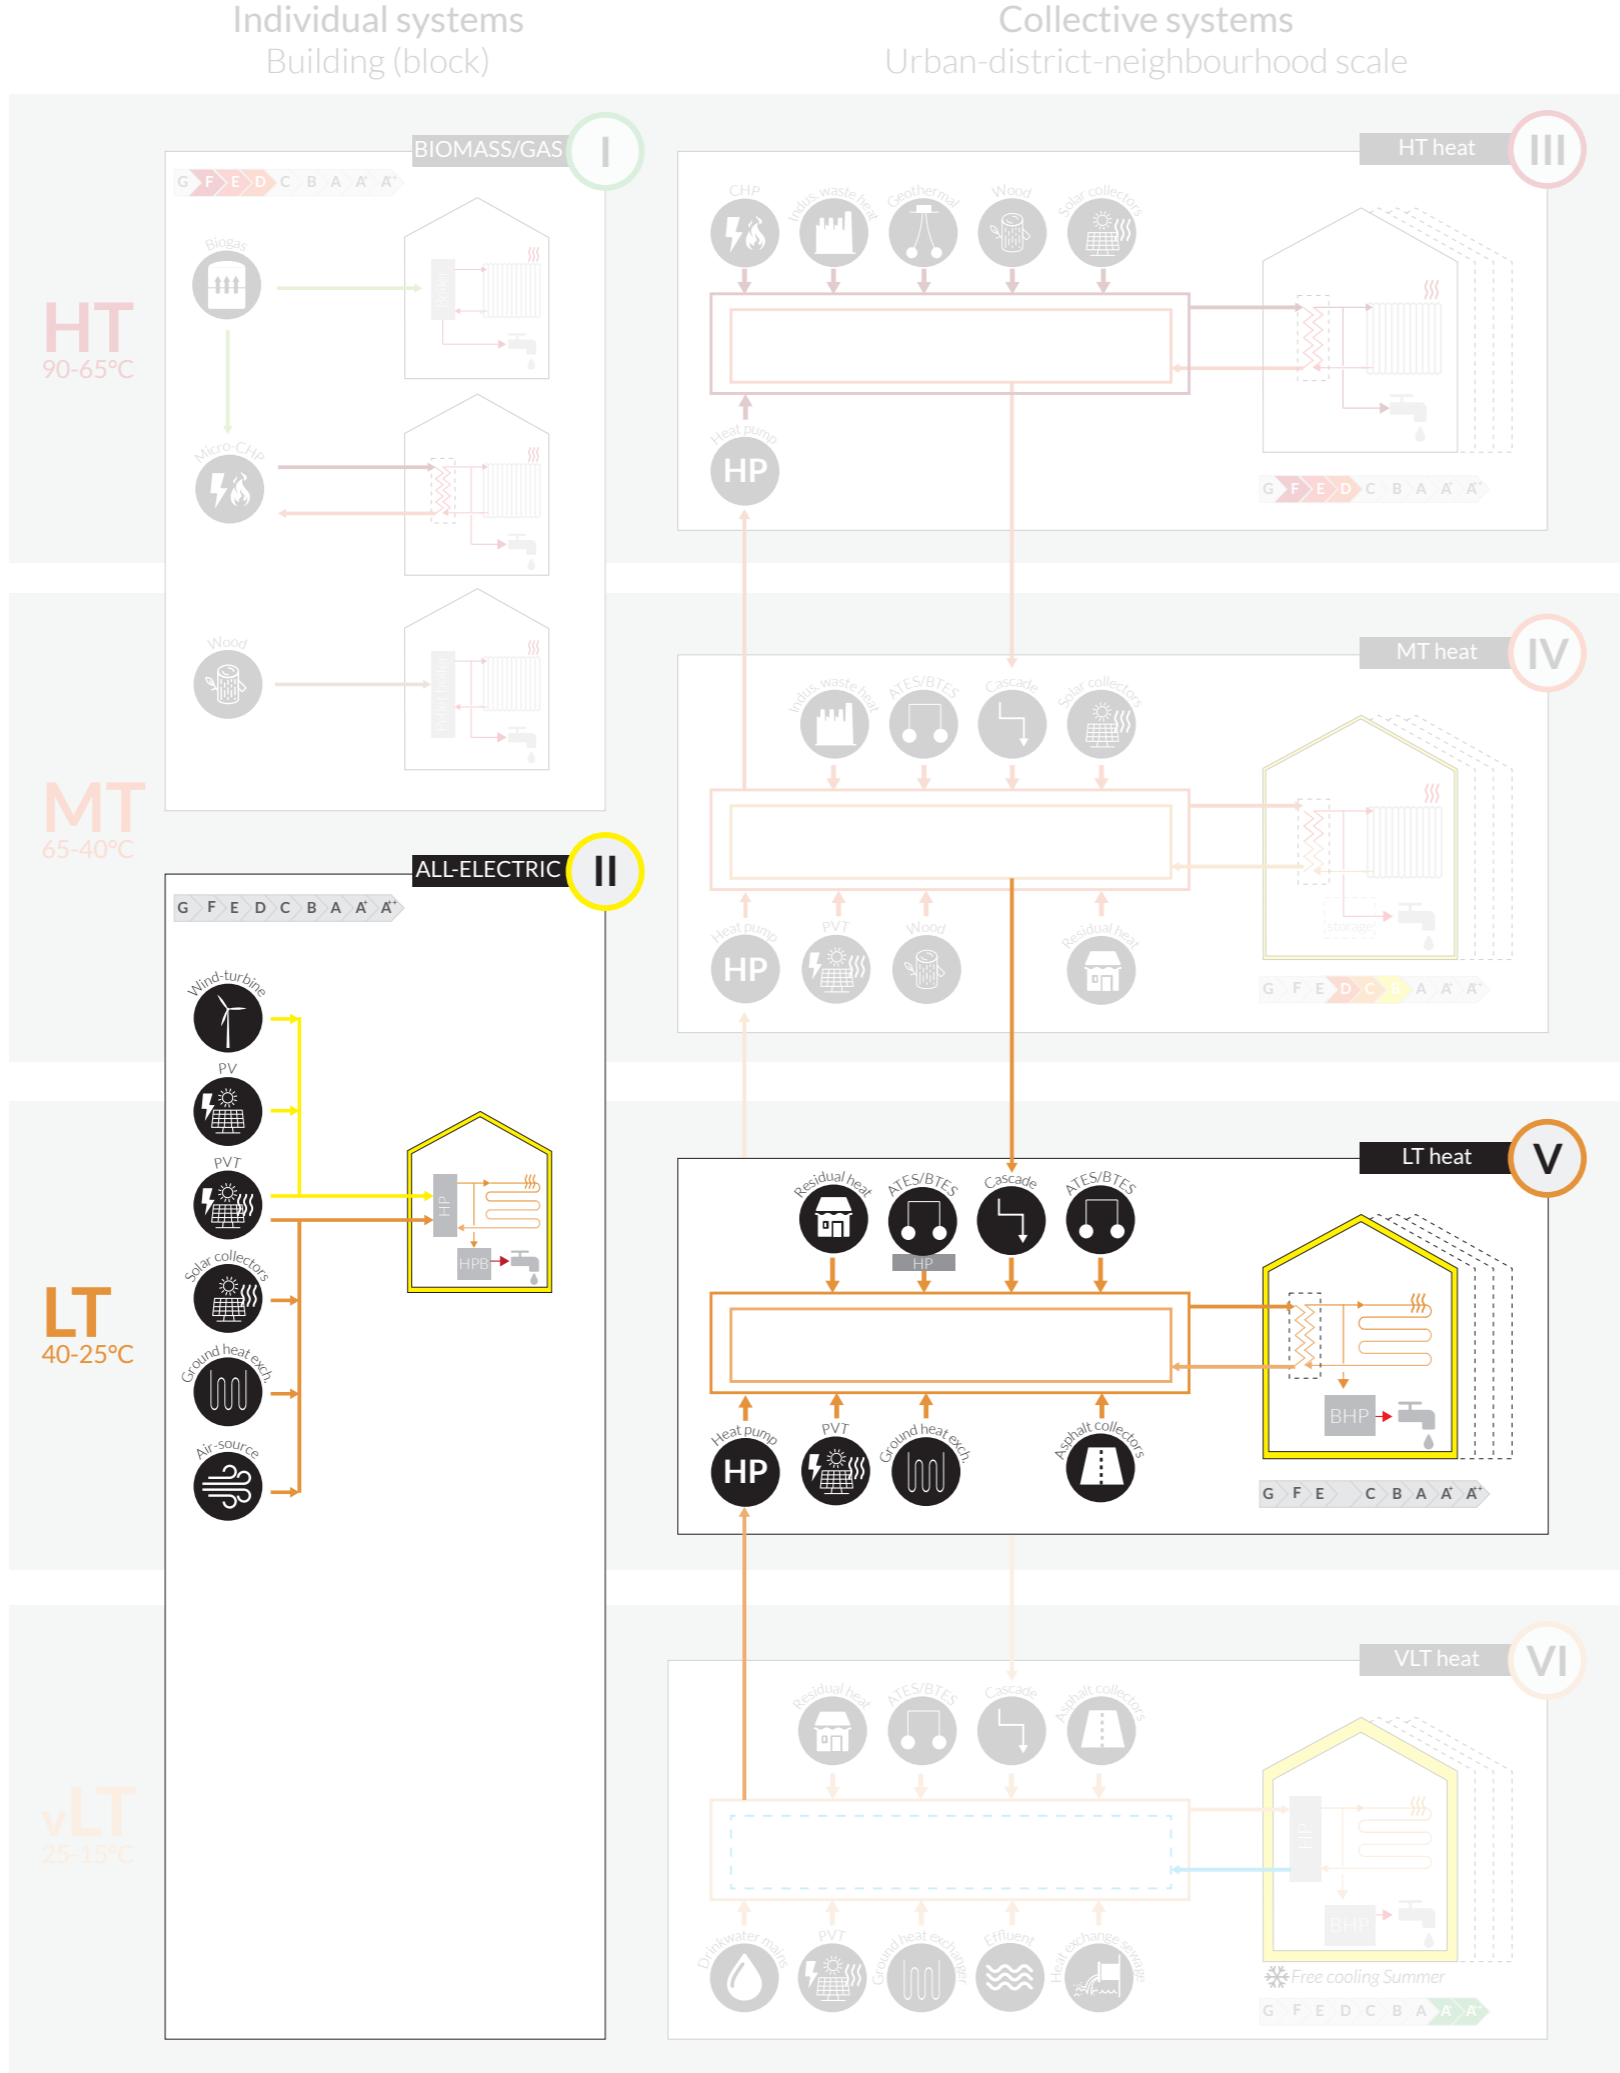 Individual systems
Building (block)
Collective systems
Urban-district-neighbourhood scale
HT
90-65°C
BIOMASS/GAS
I
G F E D C B A A+ A++
Biogas
Boiler
Micro-CHP
Wood
Pellet boiler
HT heat
III
CHP
Indus. waste heat
Geothermal
Wood
Solar collectors
Heat pump
HP
G F E D C B A A+ A++
MT
65-40°C
MT heat
IV
Indus. waste heat
ATES/BTES
Cascade
Solar collectors
Heat pump
HP
PVT
Wood
Residual heat
storage
G F E D C B A A+ A++
ALL-ELECTRIC
II
G F E D C B A A+ A++
Wind-turbine
PV
PVT
Solar collectors
Ground heat exch.
Air-source
HP
HPB
LT
40-25°C
LT heat
V
Residual heat
ATES/BTES
HP
Cascade
ATES/BTES
Heat pump
HP
PVT
Ground heat exch.
Asphalt collectors
BHP
G F E C B A A+ A++
vLT
25-15°C
VLT heat
VI
Residual heat
ATES/BTES
Cascade
Asphalt collectors
Drinkwater mains
PVT
Ground heat exchanger
Effluent
Heat exchange sewage
HP
BHP
Free cooling Summer
G F E D C B A A+ A++